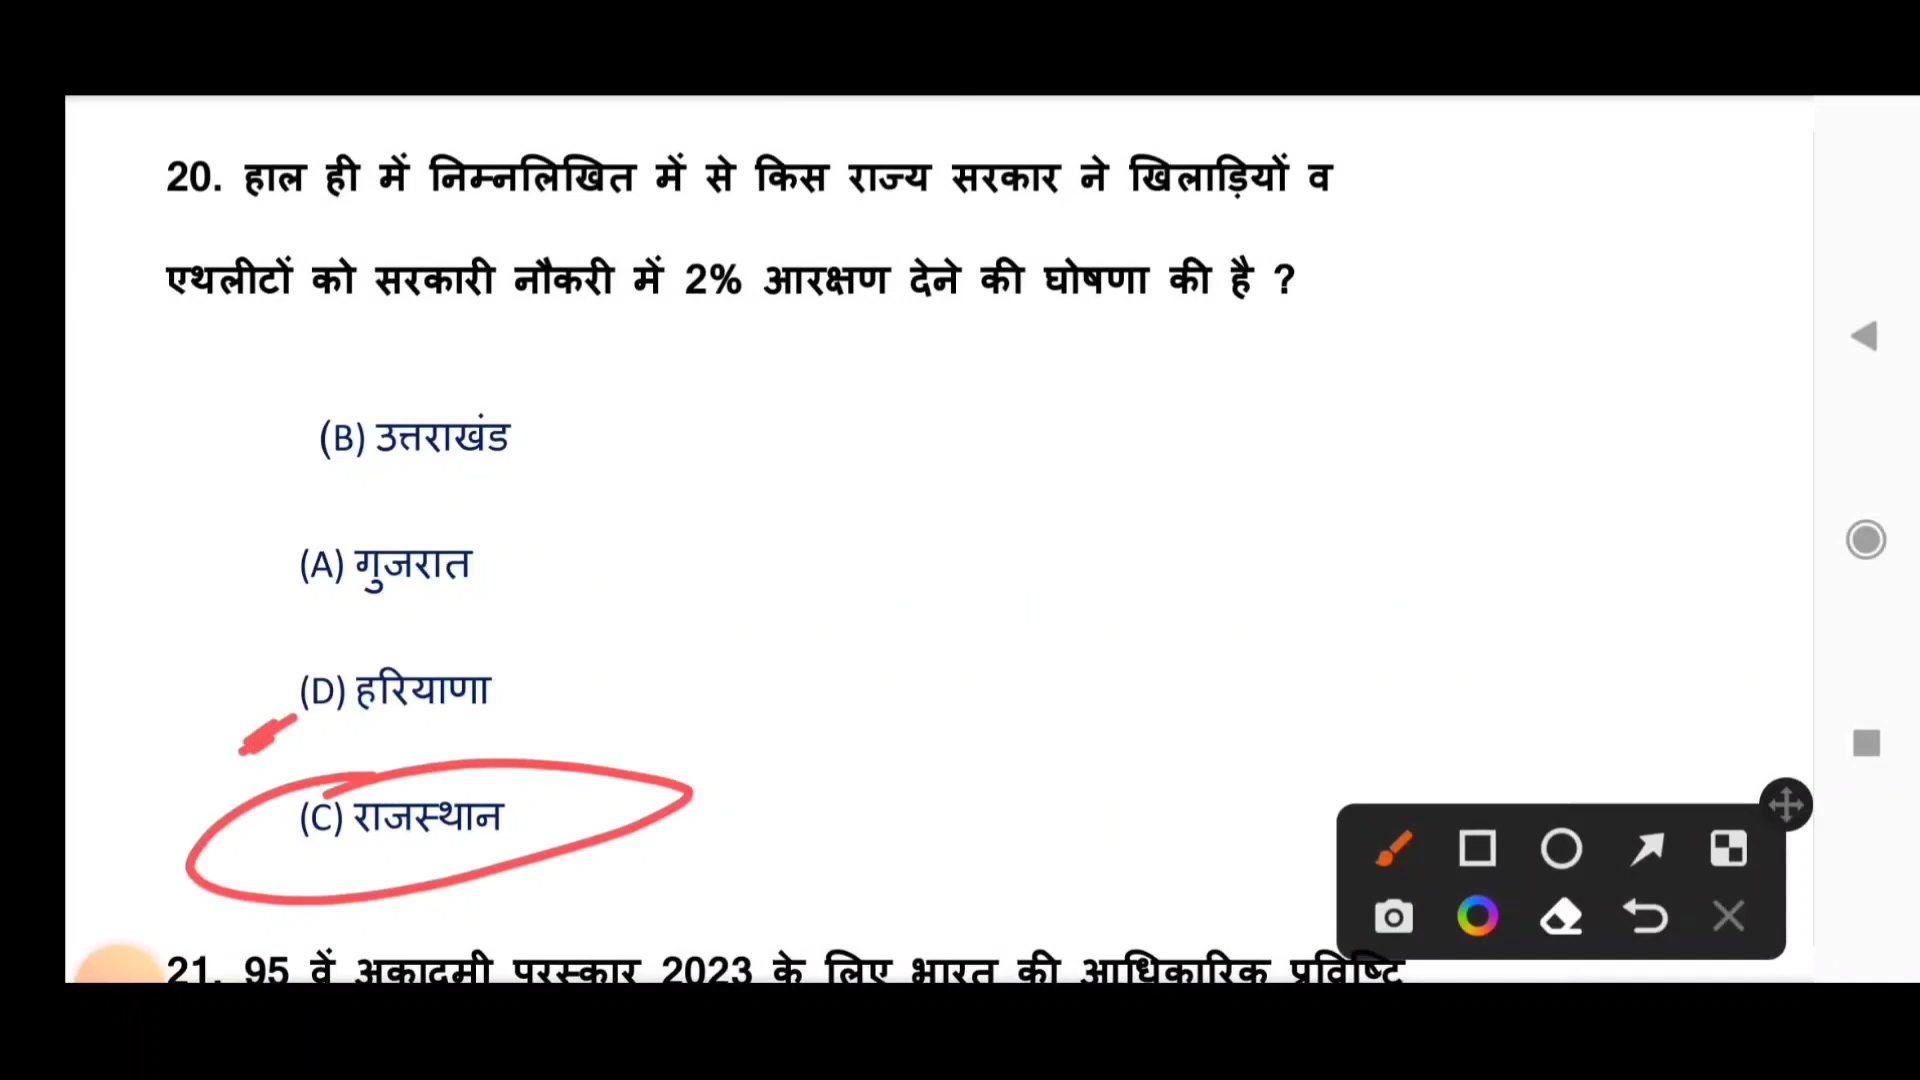 20. हाल ही में निम्नलिखित में से किस राज्य सरकार ने खिलाड़ियों व
एथलीटों को सरकारी नौकरी में 2% आरक्षण देने की घोषणा की है ?
(B) उत्तराखंड
(A) गुजरात
(D) हरियाणा
(C) राजस्थान
21. 95 वें अकादमी पुरस्कार 2023 के लिए भारत की आधिकारिक प्रविष्टि